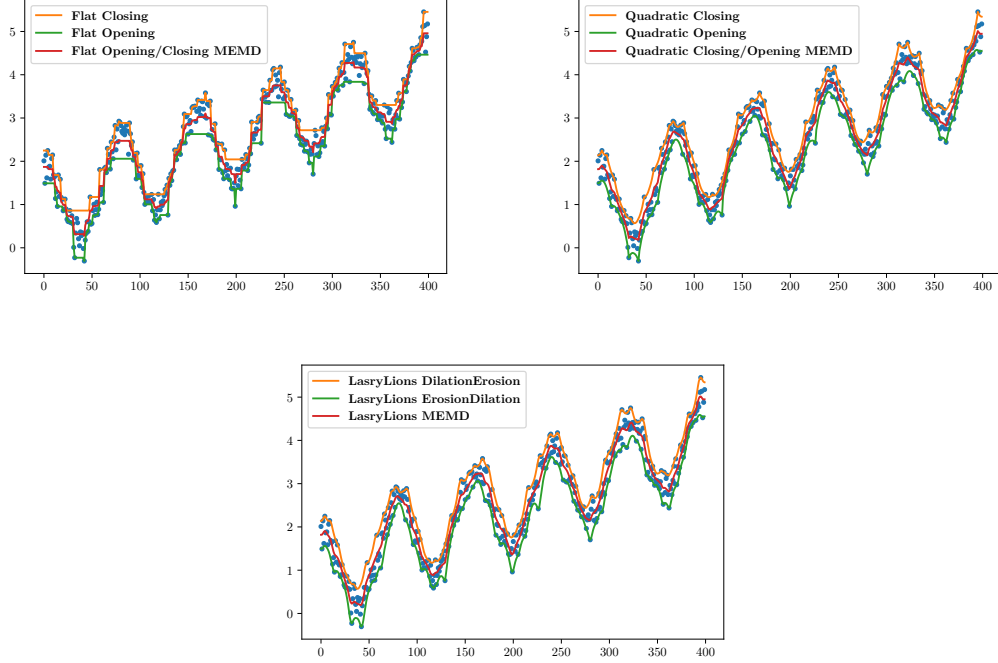 Flat Closing
Flat Opening
Flat Opening/Closing MEMD
5
4
3
2
1
0
0 50 100 150 200 250 300 350 400
Quadratic Closing
Quadratic Opening
Quadratic Closing/Opening MEMD
5
4
3
2
1
0
0 50 100 150 200 250 300 350 400
LasryLions DilationErosion
LasryLions ErosionDilation
LasryLions MEMD
5
4
3
2
1
0
0 50 100 150 200 250 300 350 400